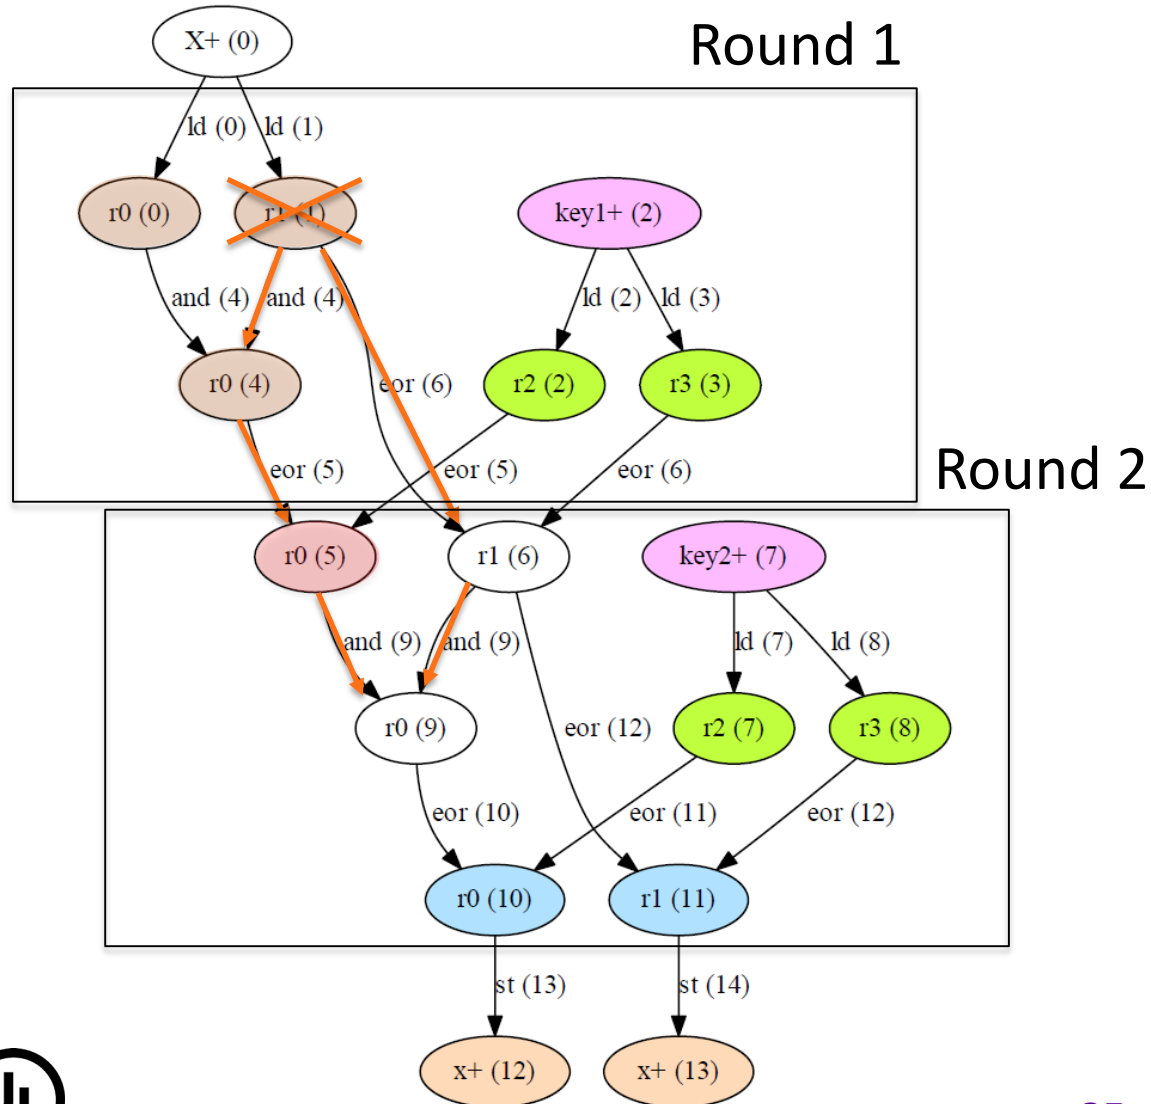 X+ (0)
Round 1
ld (0)
ld (1)
r0 (0)
r1 (1)
key1+ (2)
and (4)
and (4)
ld (2)
ld (3)
r0 (4)
eor (6)
r2 (2)
r3 (3)
eor (5)
eor (5)
eor (6)
Round 2
r0 (5)
r1 (6)
key2+ (7)
and (9)
and (9)
ld (7)
ld (8)
r0 (9)
eor (12)
r2 (7)
r3 (8)
eor (10)
eor (11)
eor (12)
r0 (10)
r1 (11)
st (13)
st (14)
x+ (12)
x+ (13)